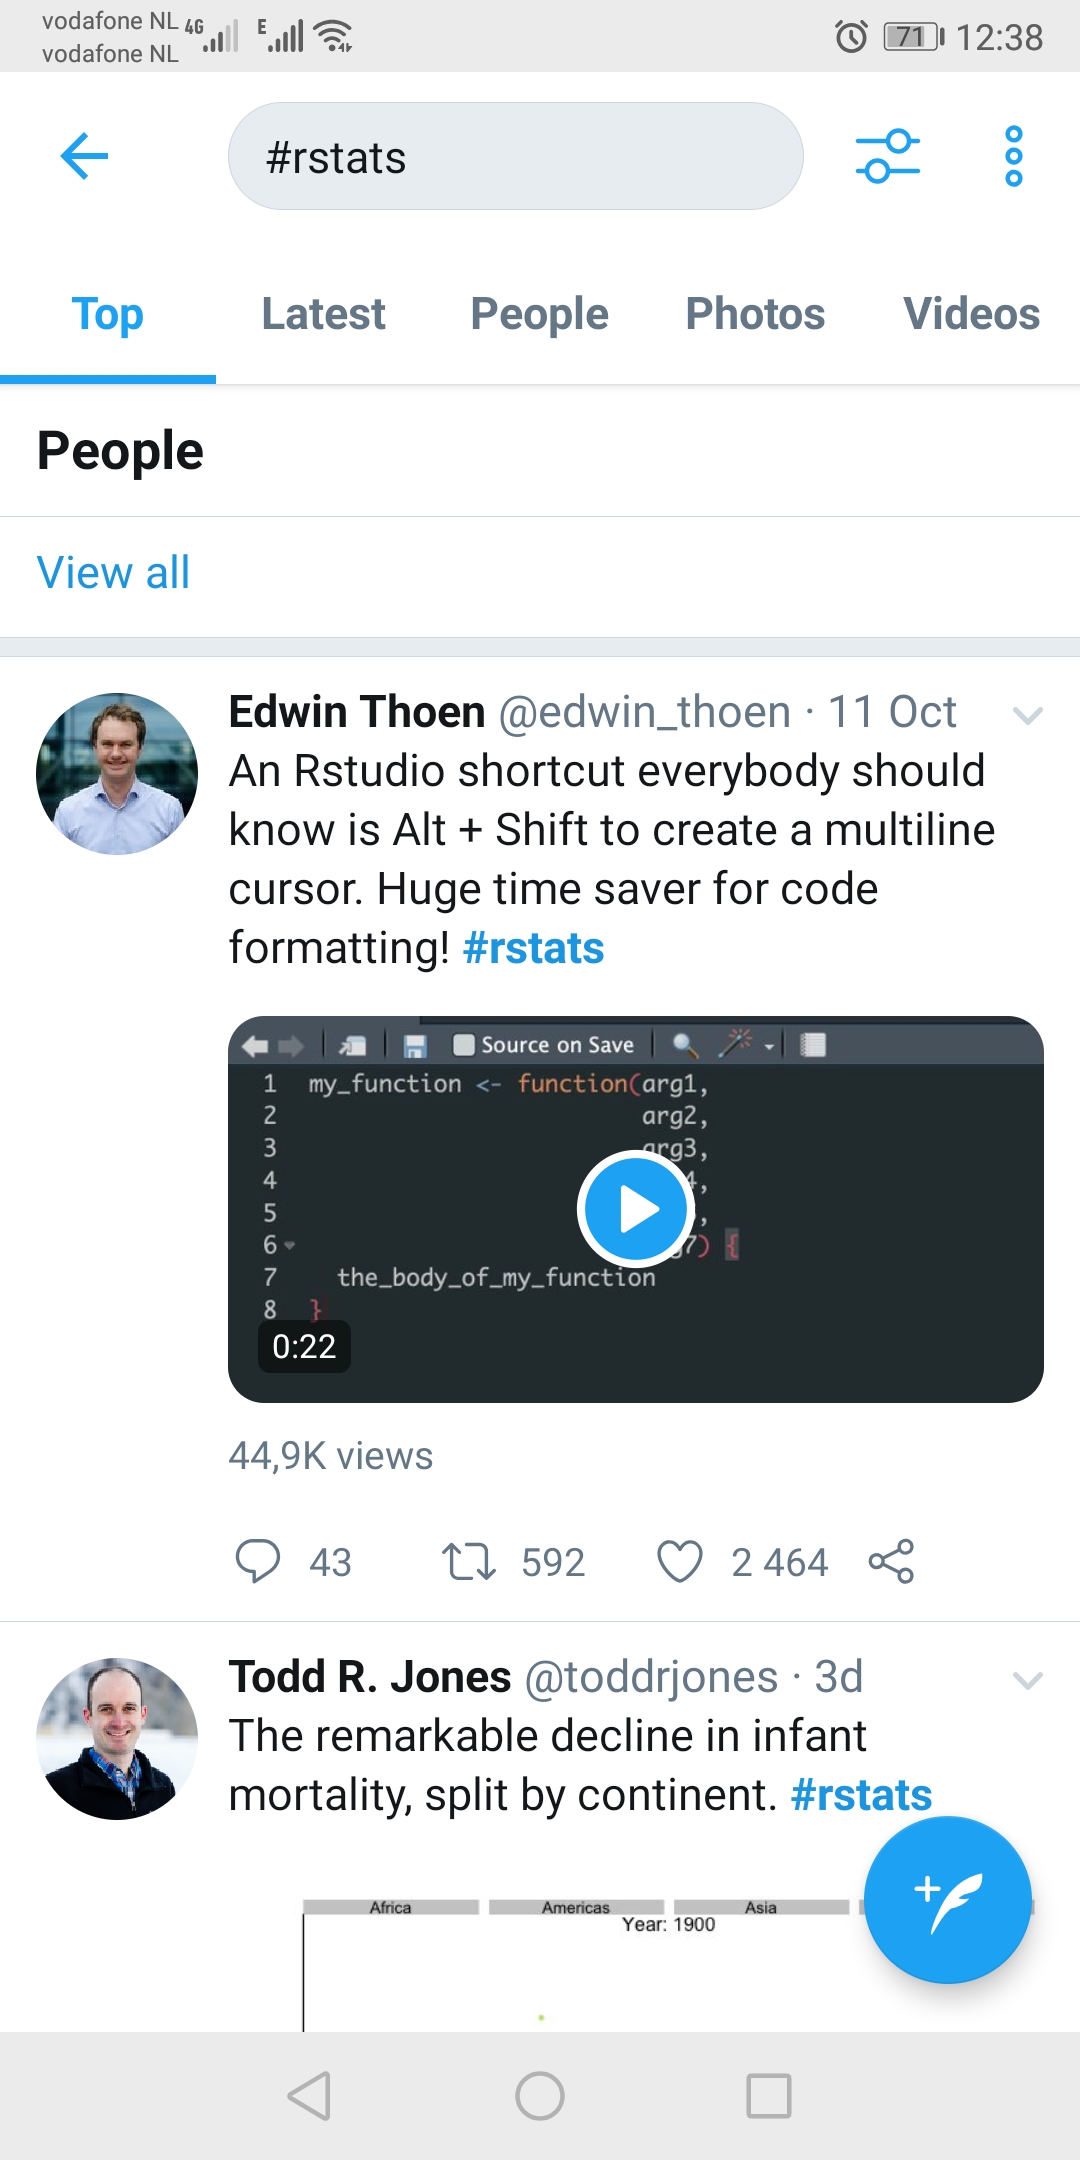 vodafone NL 4G E 71 12:38
vodafone NL
#rstats
Top Latest People Photos Videos
People
View all
Edwin Thoen @edwin_thoen · 11 Oct
An Rstudio shortcut everybody should
know is Alt + Shift to create a multiline
cursor. Huge time saver for code
formatting! #rstats
Source on Save
1 my_function <- function(arg1,
2 arg2,
3 arg3,
4 ,
5 ,
6 7) {
7 the_body_of_my_function
8 }
0:22
44,9K views
43 592 2 464
Todd R. Jones @toddrjones · 3d
The remarkable decline in infant
mortality, split by continent. #rstats
Africa Americas Asia
Year: 1900